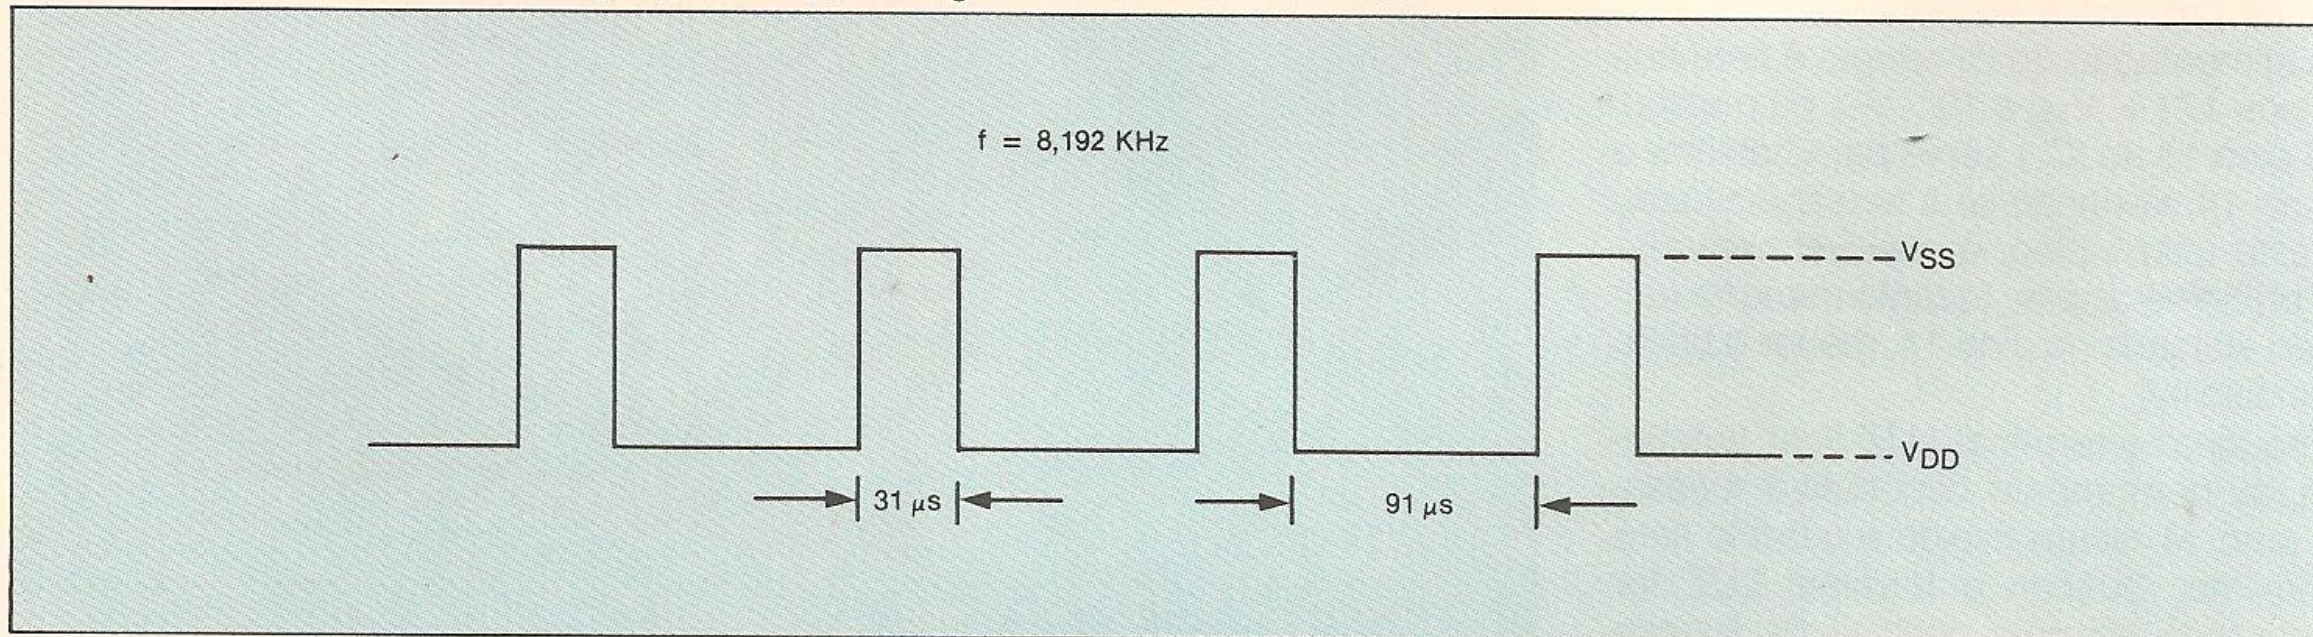 f = 8,192 KHz
VSS
VDD
31 μs
91 μs